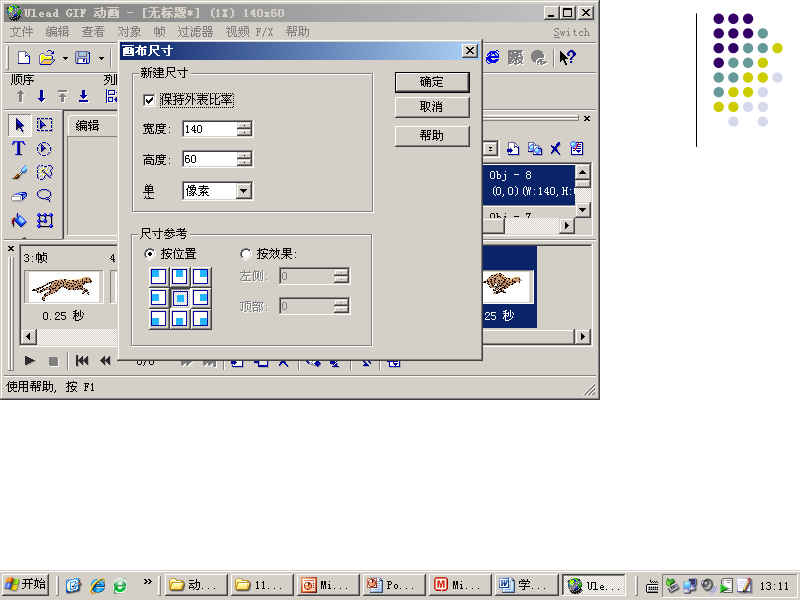 Ulead GIF 动画 - [无标题*] (1X) 140x60
文件 编辑 查看 对象 帧 过滤器 视频 F/X 帮助
Switch
顺序
编辑
画布尺寸
新建尺寸
保持外表比率
宽度: 140
高度: 60
单
像素
确定
取消
帮助
尺寸参考
按位置
按效果:
左侧: 0
顶部: 0
Obj - 8
(0,0)(W:140,H:
Obj - 7
3:帧
4
0.25 秒
25 秒
0/0
使用帮助, 按 F1
开始
»
动...
11...
Mi...
Po...
Mi...
学...
Ule...
13:11